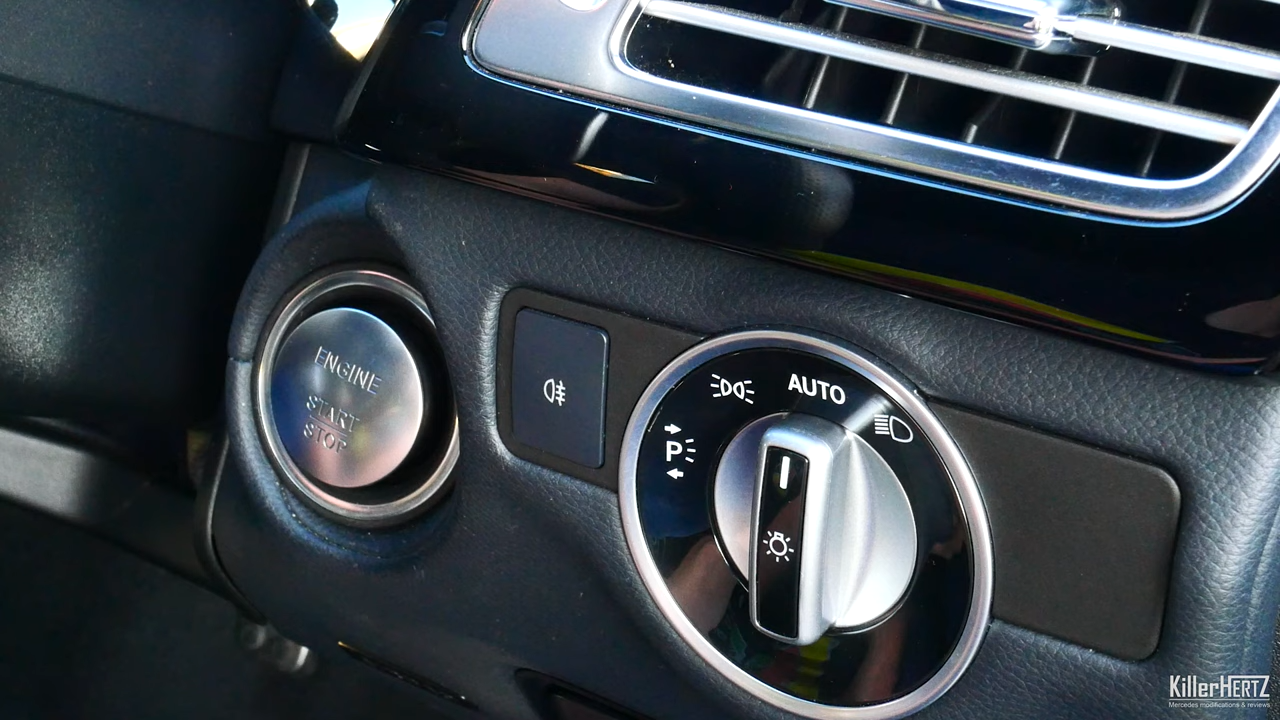 ENGINE
START
STOP
AUTO
P
KillerHERTZ
Mercedes modifications & reviews